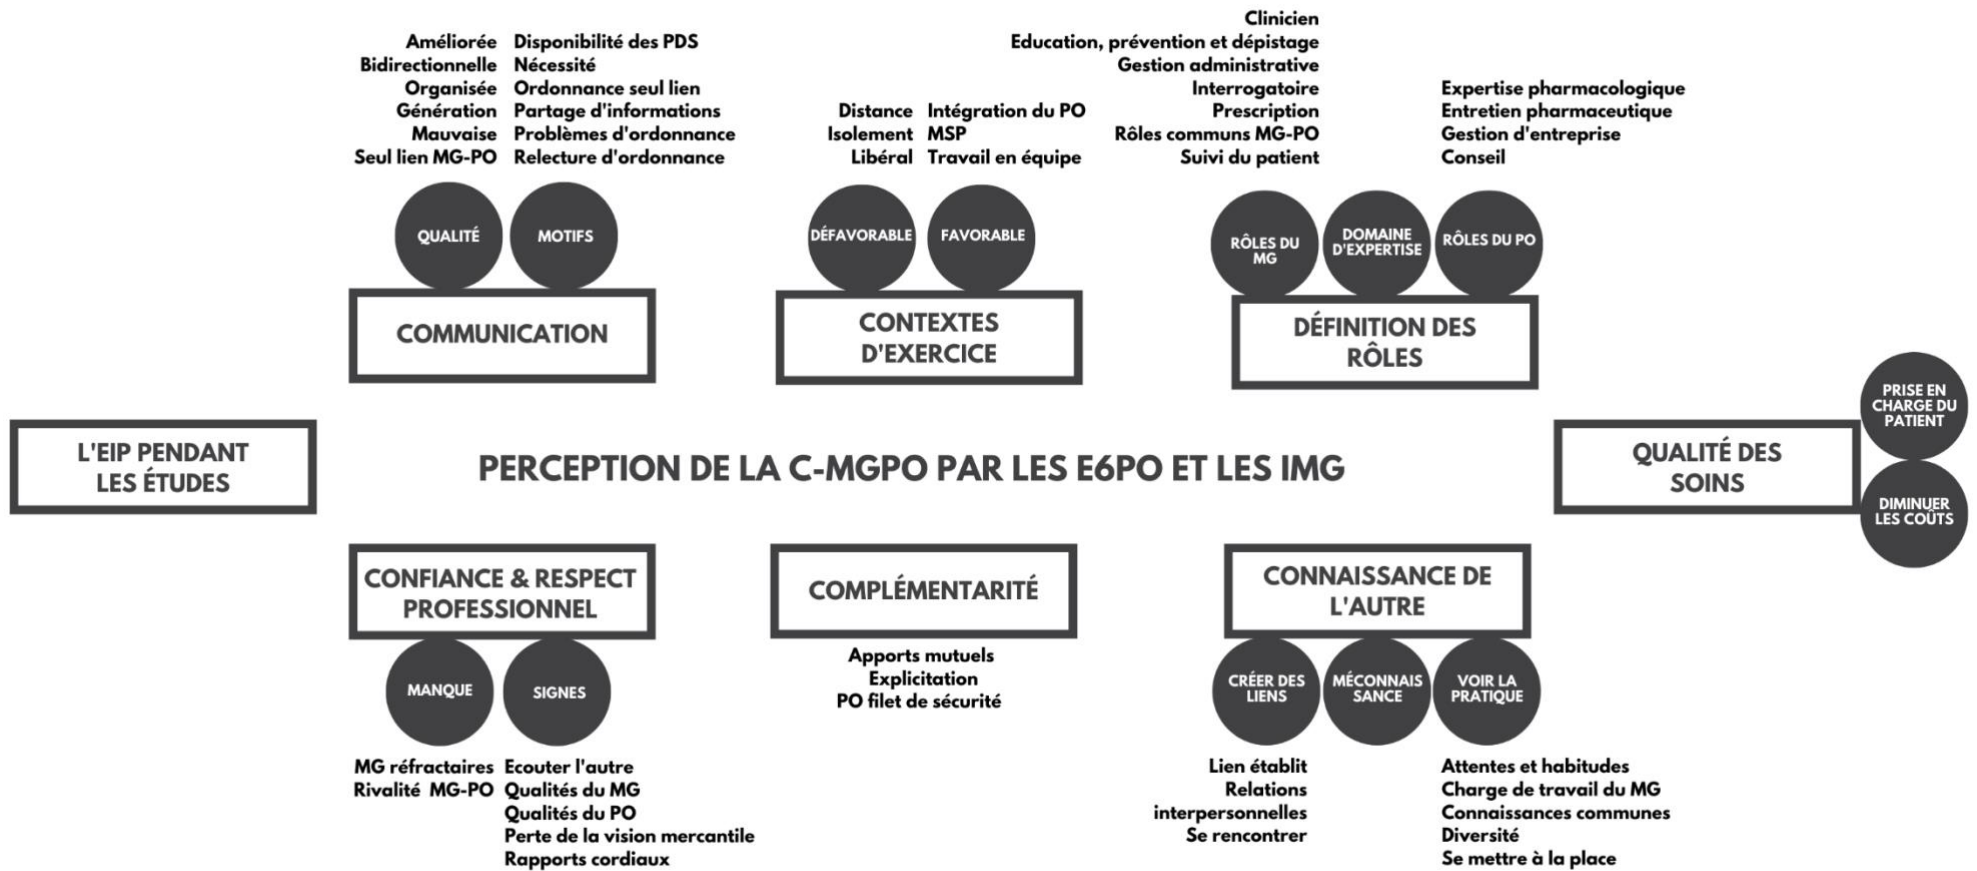 Améliorée
Bidirectionnelle
Organisée
Génération
Mauvaise
Seul lien MG-PO
Disponibilité des PDS
Nécessité
Ordonnance seul lien
Partage d'informations
Problèmes d'ordonnance
Relecture d'ordonnance
QUALITÉ
MOTIFS
COMMUNICATION
Distance
Isolement
Libéral
Intégration du PO
MSP
Travail en équipe
DÉFAVORABLE
FAVORABLE
CONTEXTES
D'EXERCICE
Clinicien
Education, prévention et dépistage
Gestion administrative
Interrogatoire
Prescription
Rôles communs MG-PO
Suivi du patient
Expertise pharmacologique
Entretien pharmaceutique
Gestion d'entreprise
Conseil
RÔLES DU
MG
DOMAINE
D'EXPERTISE
RÔLES DU PO
DÉFINITION DES
RÔLES
L'EIP PENDANT
LES ÉTUDES
PERCEPTION DE LA C-MGPO PAR LES E6PO ET LES IMG
QUALITÉ DES
SOINS
PRISE EN
CHARGE DU
PATIENT
DIMINUER
LES COÛTS
CONFIANCE & RESPECT
PROFESSIONNEL
MANQUE
SIGNES
MG réfractaires
Rivalité MG-PO
Ecouter l'autre
Qualités du MG
Qualités du PO
Perte de la vision mercantile
Rapports cordiaux
COMPLÉMENTARITÉ
Apports mutuels
Explicitation
PO filet de sécurité
CONNAISSANCE DE
L'AUTRE
CRÉER DES
LIENS
MÉCONNAIS
SANCE
VOIR LA
PRATIQUE
Lien établit
Relations
interpersonnelles
Se rencontrer
Attentes et habitudes
Charge de travail du MG
Connaissances communes
Diversité
Se mettre à la place